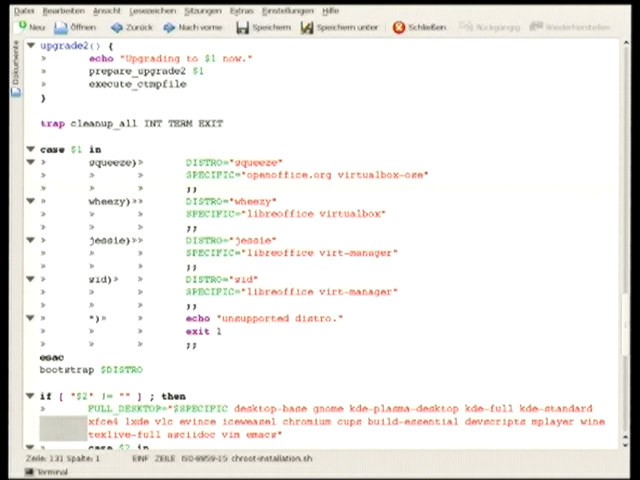 Datei Bearbeiten Ansicht Lesezeichen Sitzungen Extras Einstellungen Hilfe
Neu Öffnen Zurück Nach vorne Speichern Speichern unter Schließen Rückgängig Wiederherstellen
Dokumente
upgrade2() {
echo "Upgrading to $1 now."
prepare_upgrade2 $1
execute_ctmpfile
}
trap cleanup_all INT TERM EXIT
case $1 in
squeeze) DISTRO="squeeze"
SPECIFIC="openoffice.org virtualbox-ose"
;;
wheezy) DISTRO="wheezy"
SPECIFIC="libreoffice virtualbox"
;;
jessie) DISTRO="jessie"
SPECIFIC="libreoffice virt-manager"
;;
sid) DISTRO="sid"
SPECIFIC="libreoffice virt-manager"
;;
*) echo "unsupported distro."
exit 1
;;
esac
bootstrap $DISTRO
if [ "$2" != "" ] ; then
FULL_DESKTOP="$SPECIFIC desktop-base gnome kde-plasma-desktop kde-full kde-standard
xfce4 lxde vlc evince iceweasel chromium cups build-essential devscripts mplayer wine
texlive-full asciidoc vim emacs"
case $2 in
Zeile: 131 Spalte: 1 EINF ZEILE ISO-8859-15 chroot-installation.sh
Terminal